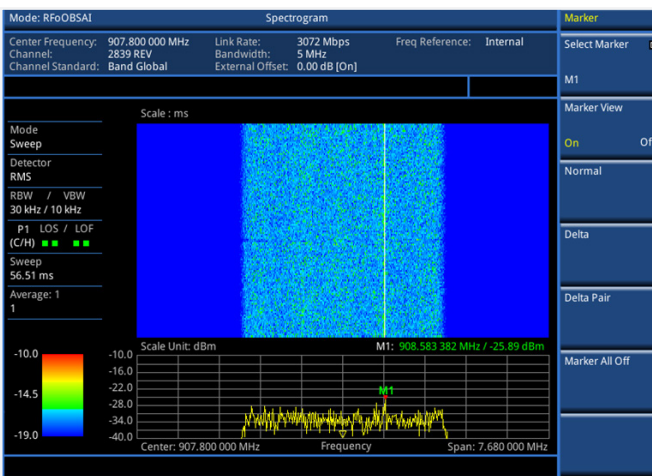 Mode: RFoOBSAI
Spectrogram
Marker
Center Frequency: 907.800 000 MHz Link Rate: 3072 Mbps Freq Reference: Internal
Channel: 2839 REV Bandwidth: 5 MHz
Channel Standard: Band Global External Offset: 0.00 dB [On]
Select Marker
M1
Marker View
On Of
Normal
Delta
Delta Pair
Marker All Off
Scale : ms
Mode
Sweep
Detector
RMS
RBW / VBW
30 kHz / 10 kHz
P1 LOS / LOF
(C/H)
Sweep
56.51 ms
Average: 1
1
Scale Unit: dBm M1: 908.583 382 MHz / -25.89 dBm
-10.0
-14.5
-19.0
-10.0
-16.0
-22.0
-28.0
-34.0
-40.0
M1
Center: 907.800 000 MHz Frequency Span: 7.680 000 MHz